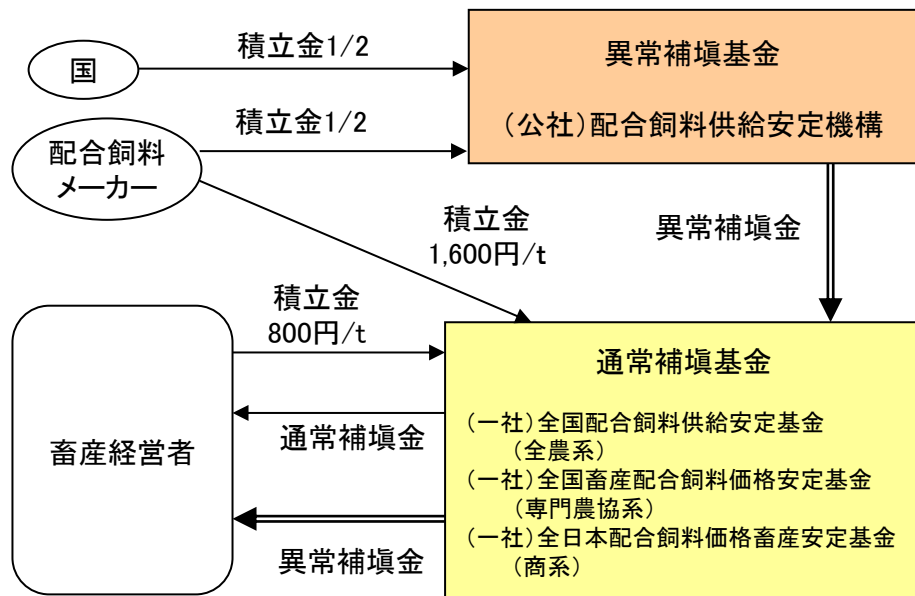 国
積立金1/2
異常補塡基金
（公社）配合飼料供給安定機構
配合飼料
メーカー
積立金1/2
積立金
1,600円/t
異常補塡金
畜産経営者
積立金
800円/t
通常補塡金
異常補塡金
通常補塡基金
（一社）全国配合飼料供給安定基金
（全農系）
（一社）全国畜産配合飼料価格安定基金
（専門農協系）
（一社）全日本配合飼料価格畜産安定基金
（商系）